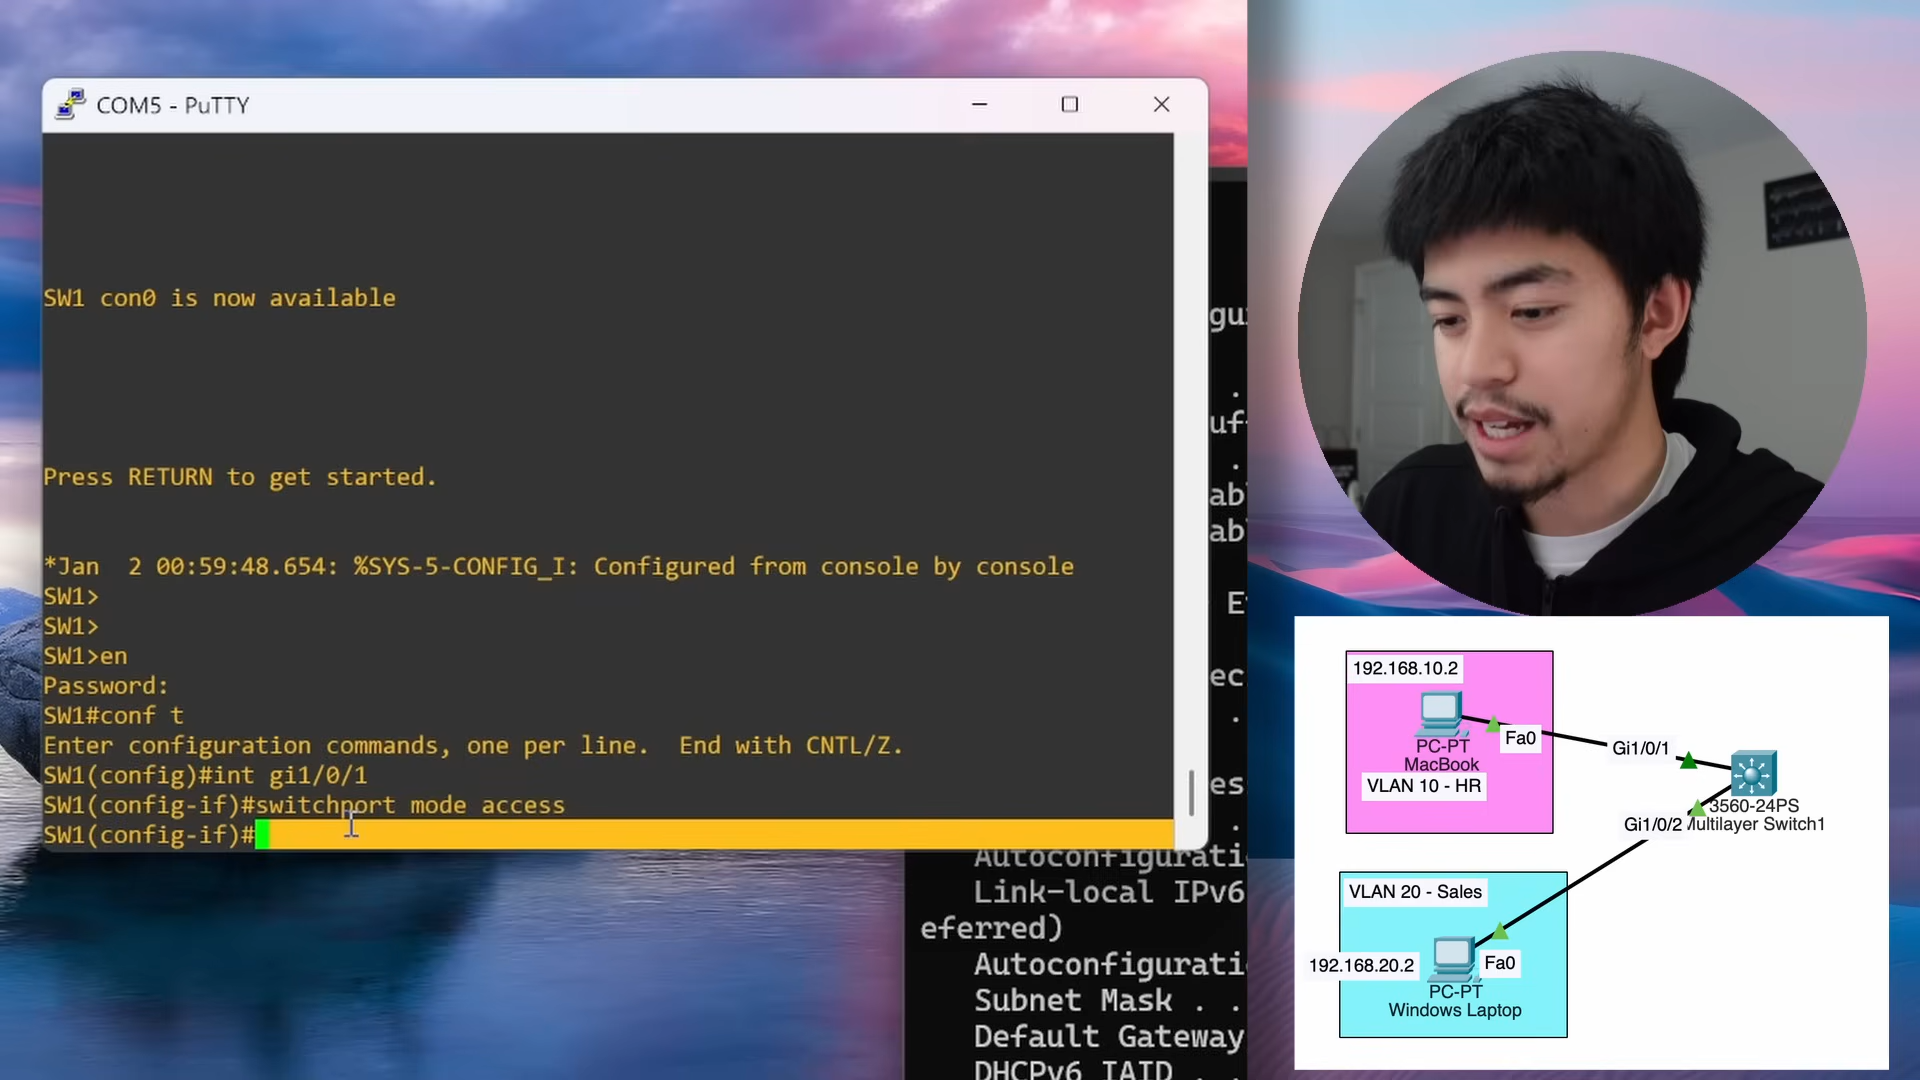 COM5 - PuTTY
SW1 con0 is now available
Press RETURN to get started.
*Jan  2 00:59:48.654: %SYS-5-CONFIG_I: Configured from console by console
SW1>
SW1>
SW1>en
Password:
SW1#conf t
Enter configuration commands, one per line.  End with CNTL/Z.
SW1(config)#int gi1/0/1
SW1(config-if)#switchport mode access
SW1(config-if)#
Autoconfigurati
Link-local IPv6
eferred)
Autoconfigurati
Subnet Mask . .
Default Gateway
DHCPv6 IAID . .
192.168.10.2
PC-PT
MacBook
VLAN 10 - HR
Fa0
Gi1/0/1
3560-24PS
Gi1/0/2
Multilayer Switch1
VLAN 20 - Sales
192.168.20.2
Fa0
PC-PT
Windows Laptop